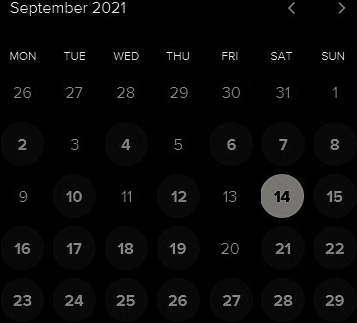 September 2021
MON TUE WED THU FRI SAT SUN
26 27 28 29 30 31 1
2 3 4 5 6 7 8
9 10 11 12 13 14 15
16 17 18 19 20 21 22
23 24 25 26 27 28 29